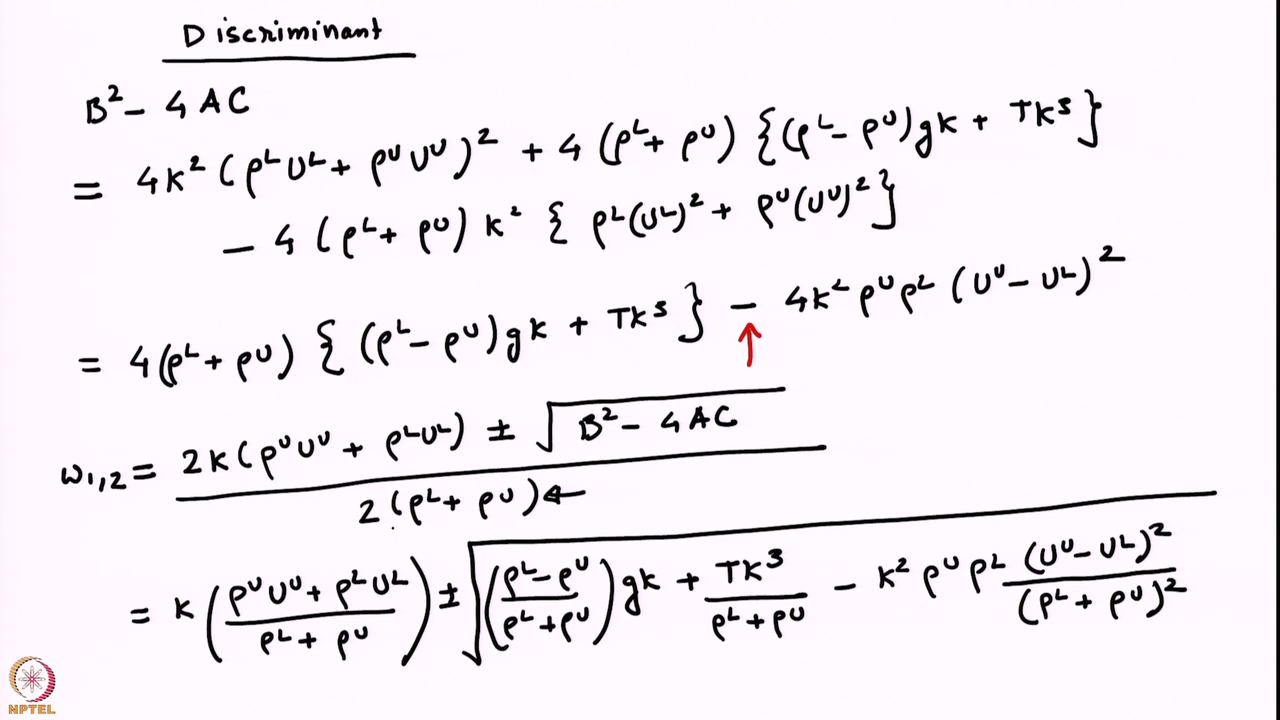 Discriminant
B² - 4AC
= 4k² (ρᴸUᴸ + ρᵁUᵁ)² + 4 (ρᴸ + ρᵁ) {(ρᴸ - ρᵁ)gk + Tk³}
- 4 (ρᴸ + ρᵁ) k² { ρᴸ(Uᴸ)² + ρᵁ(Uᵁ)²}
= 4(ρᴸ + ρᵁ) { (ρᴸ - ρᵁ)gk + Tk³ } - 4k² ρᵁρᴸ (Uᵁ - Uᴸ)²
↑
ω₁,₂ = (2k(ρᵁUᵁ + ρᴸUᴸ) ± √(B² - 4AC)) / (2(ρᴸ + ρᵁ)) ←
= k ((ρᵁUᵁ + ρᴸUᴸ)/(ρᴸ + ρᵁ)) ± √(((ρᴸ - ρᵁ)/(ρᴸ + ρᵁ)) gk + Tk³/(ρᴸ + ρᵁ) - k² ρᵁρᴸ (Uᵁ - Uᴸ)²/(ρᴸ + ρᵁ)²)
NPTEL